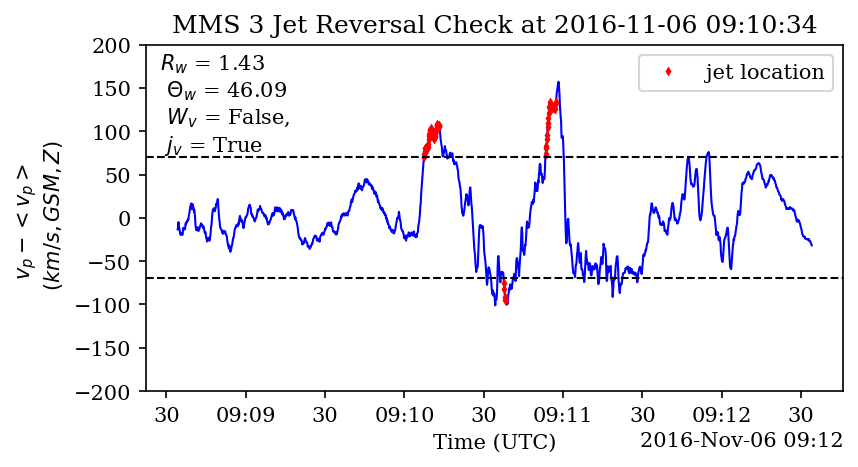 MMS 3 Jet Reversal Check at 2016-11-06 09:10:34
R_w = 1.43
Θ_w = 46.09
W_v = False,
j_v = True
jet location
v_p − < v_p >
(km/s, GSM, Z)
200
150
100
50
0
−50
−100
−150
−200
30 09:09 30 09:10 30 09:11 30 09:12 30
Time (UTC)
2016-Nov-06 09:12